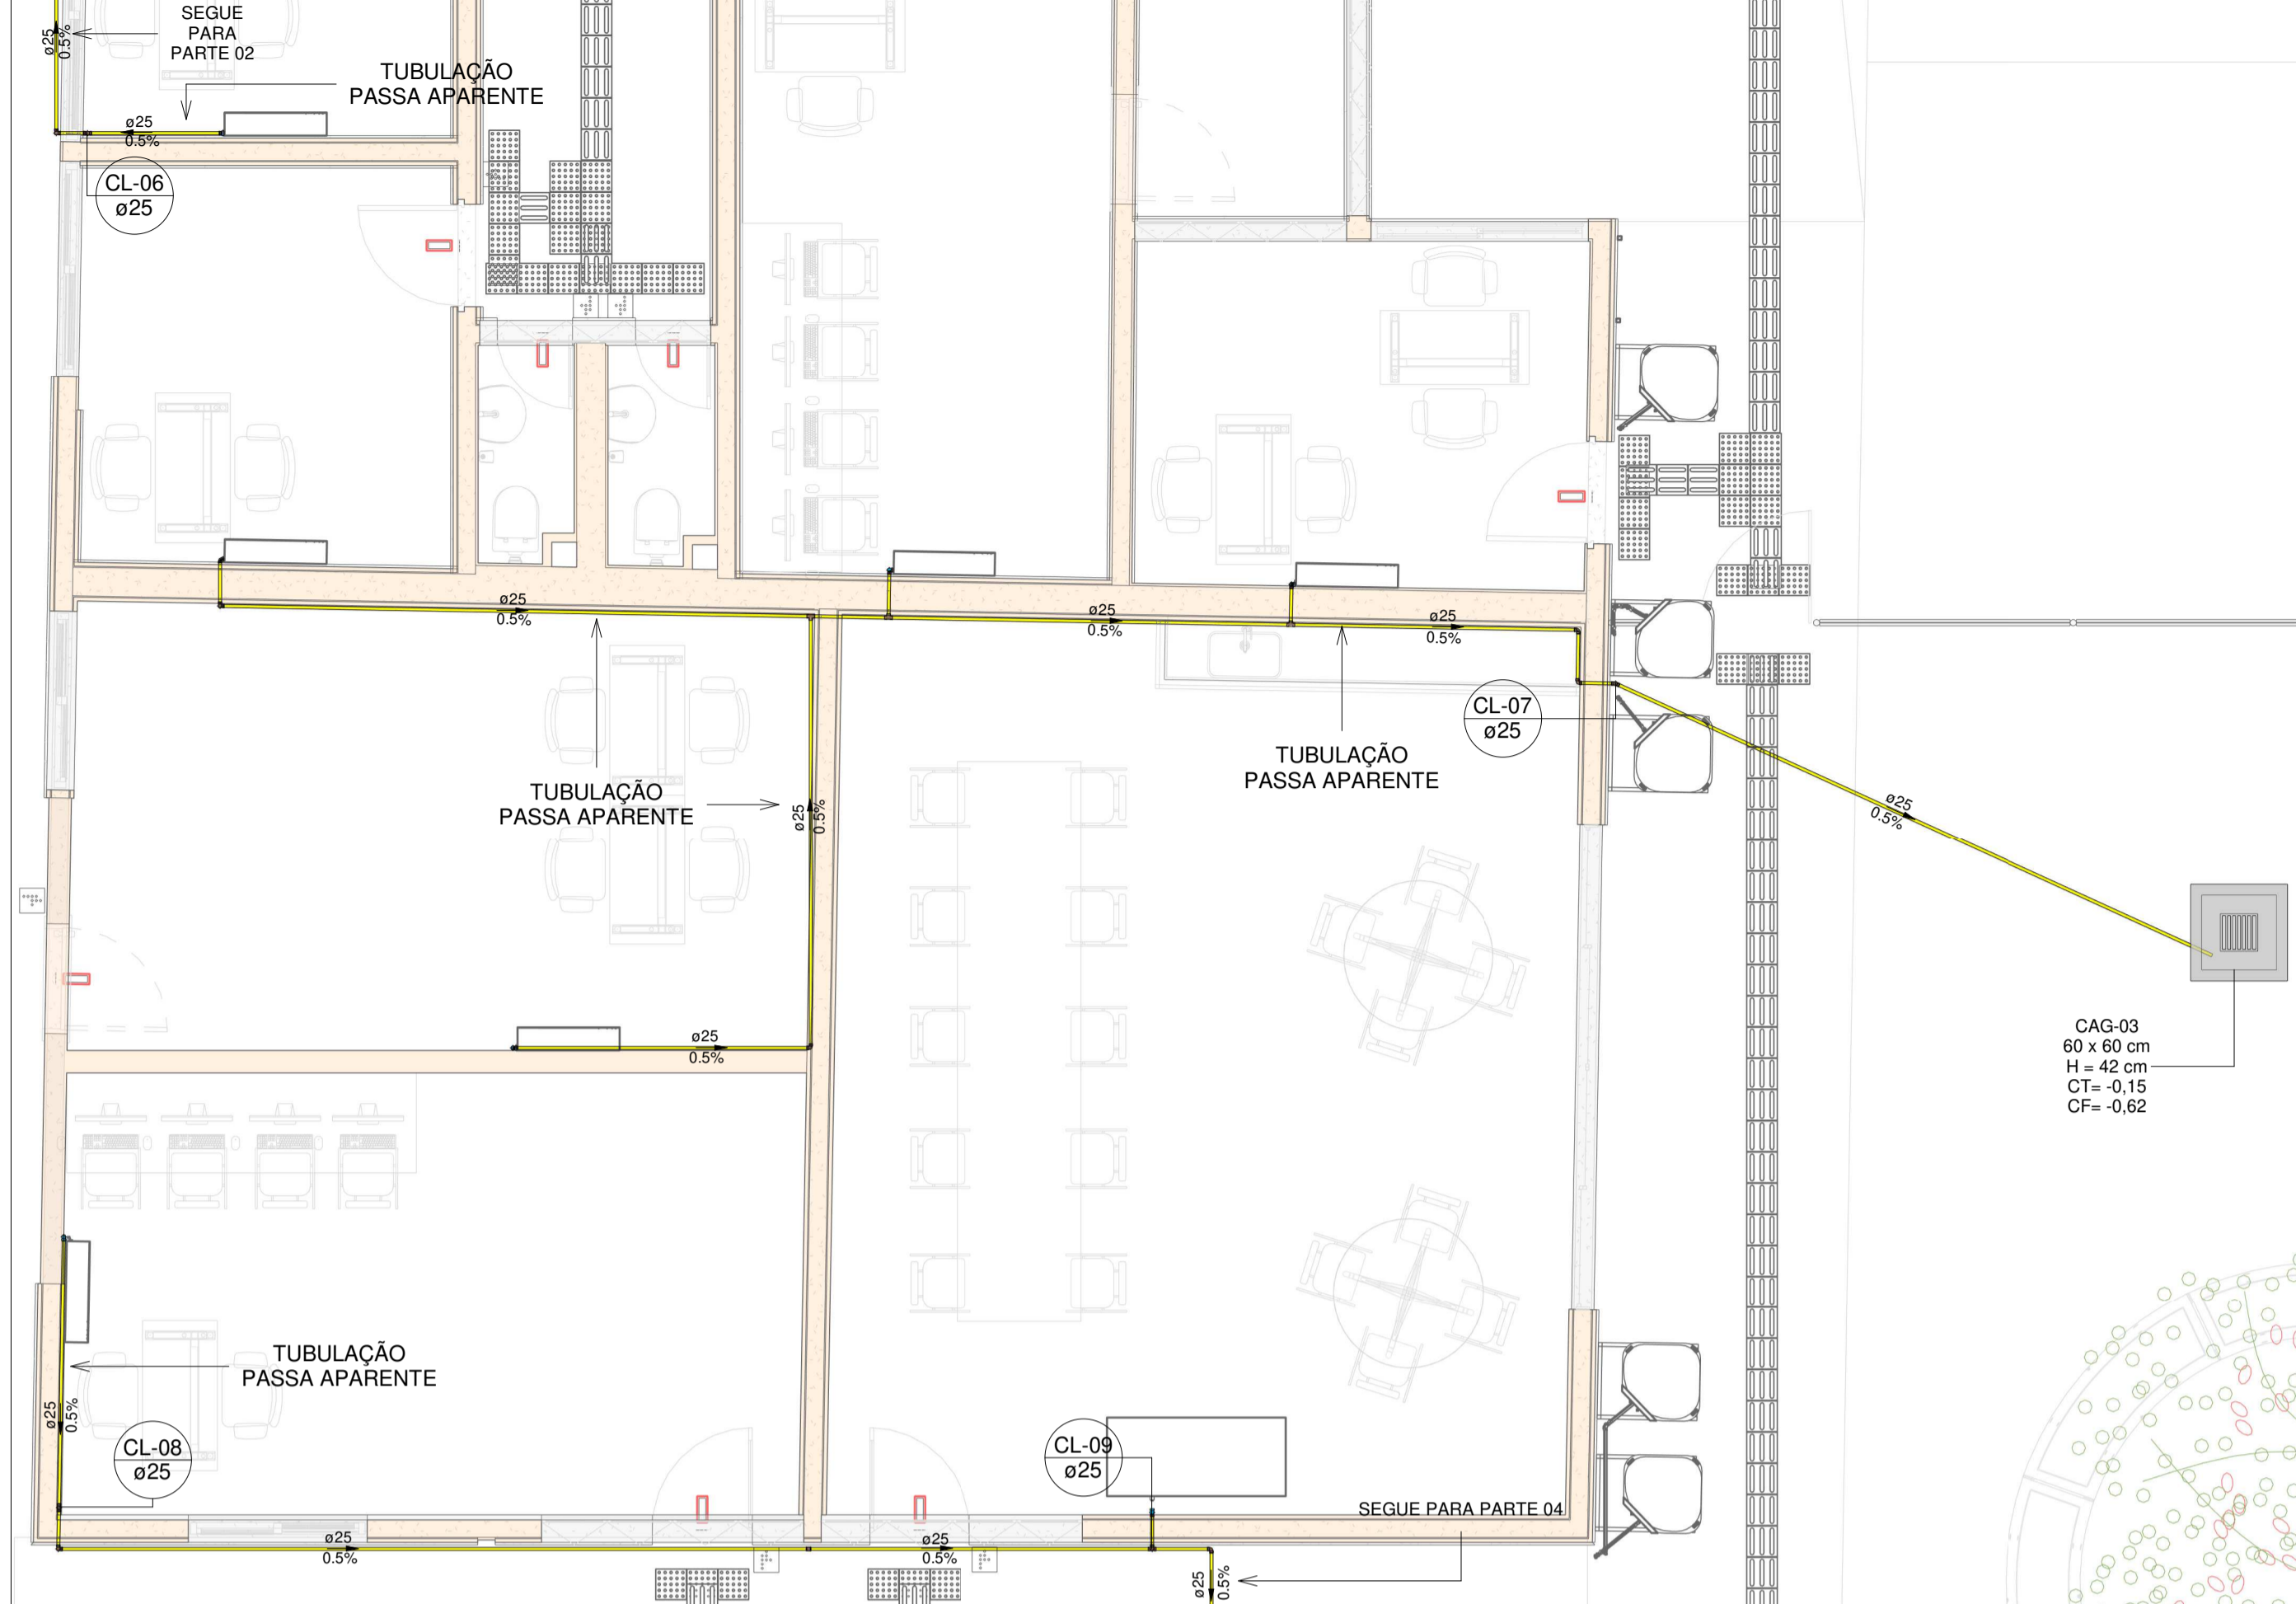 SEGUE
PARA
PARTE 02
ø25
0.5%
TUBULAÇÃO
PASSA APARENTE
ø25
0.5%
CL-06
ø25
ø25
0.5%
ø25
0.5%
ø25
0.5%
CL-07
ø25
TUBULAÇÃO
PASSA APARENTE
TUBULAÇÃO
PASSA APARENTE
ø25
0.5%
ø25
0.5%
CAG-03
60 x 60 cm
H = 42 cm
CT= -0,15
CF= -0,62
ø25
0.5%
TUBULAÇÃO
PASSA APARENTE
ø25
0.5%
CL-08
ø25
CL-09
ø25
SEGUE PARA PARTE 04
ø25
0.5%
ø25
0.5%
ø25
0.5%